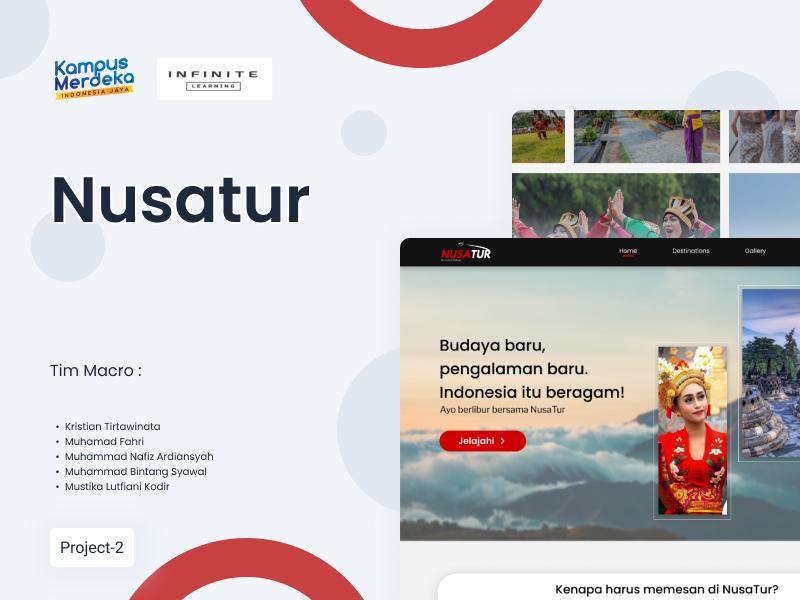 Kampus
Merdeka
INDONESIA JAYA
INFINITE
LEARNING
Nusatur
Tim Macro :
• Kristian Tirtawinata
• Muhamad Fahri
• Muhammad Nafiz Ardiansyah
• Muhammad Bintang Syawal
• Mustika Lutfiani Kodir
Project-2
NUSATUR
Home
Destinations
Gallery
Budaya baru,
pengalaman baru.
Indonesia itu beragam!
Ayo berlibur bersama NusaTur
Jelajahi
Kenapa harus memesan di NusaTur?